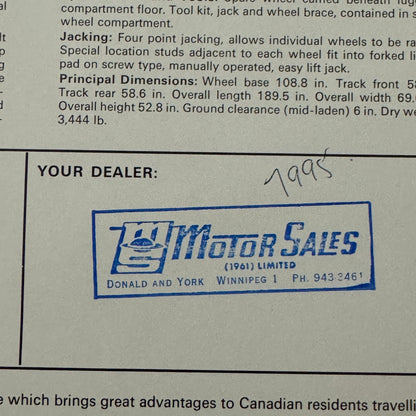 compartment floor. Tool kit, jack and wheel brace, contained in s
wheel compartment.
Jacking: Four point jacking, allows individual wheels to be ra
Special location studs adjacent to each wheel fit into forked li
pad on screw type, manually operated, easy lift jack.
Principal Dimensions: Wheel base 108.8 in. Track front 5
Track rear 58.6 in. Overall length 189.5 in. Overall width 69.
Overall height 52.8 in. Ground clearance (mid-laden) 6 in. Dry we
3,444 lb.
YOUR DEALER:
7995.
MS MOTOR SALES
(1961) LIMITED
DONALD AND YORK WINNIPEG 1 PH. 943 3461
e which brings great advantages to Canadian residents travelli